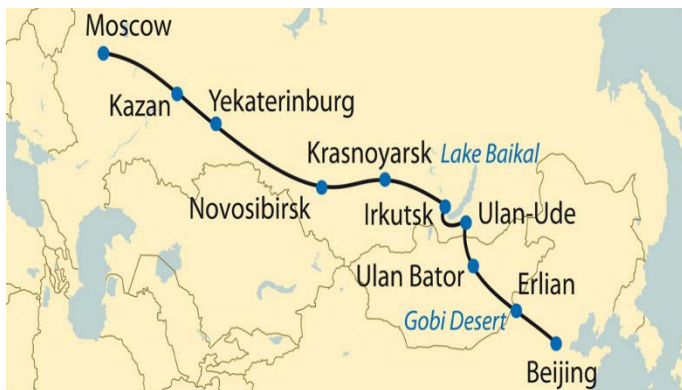 Moscow
Kazan
Yekaterinburg
Krasnoyarsk
Lake Baikal
Novosibirsk
Irkutsk
Ulan-Ude
Ulan Bator
Erlian
Gobi Desert
Beijing